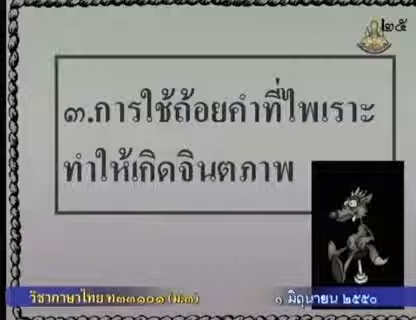 ๒๕
๓.การใช้ถ้อยคำที่ไพเราะ
ทำให้เกิดจินตภาพ
วิชาภาษาไทย ท๓๓๑๐๑ (ม.๓)
๑ มิถุนายน ๒๕๕๐